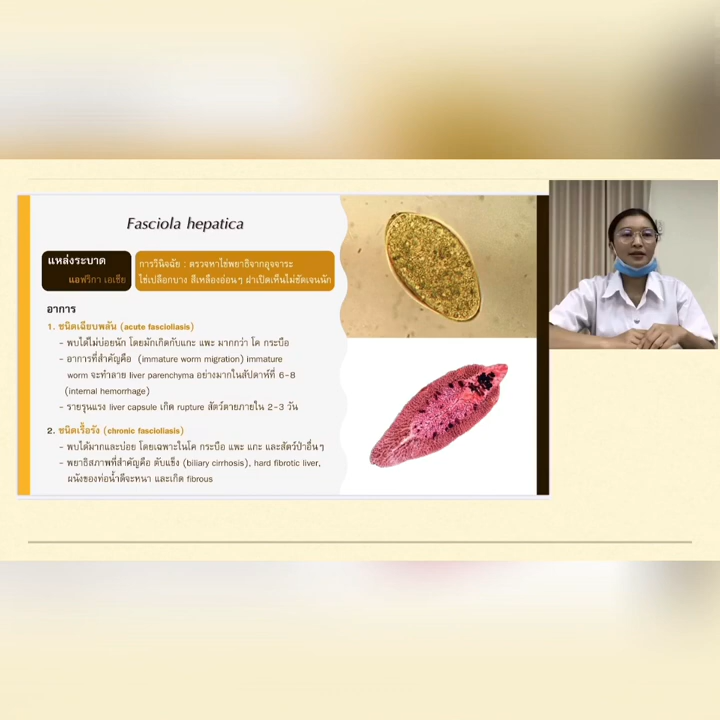 Fasciola hepatica
แหล่งระบาด
แอฟริกา เอเชีย
การวินิจฉัย : ตรวจหาไข่พยาธิจากอุจจาระ
ไข่เปลือกบาง สีเหลืองอ่อนๆ ฝาเปิดเห็นไม่ชัดเจนนัก
อาการ
1. ชนิดเฉียบพลัน (acute fascioliasis)
- พบได้ไม่บ่อยนัก โดยมักเกิดกับแกะ แพะ มากกว่า โค กระบือ
- อาการที่สำคัญคือ (immature worm migration) immature
worm จะทำลาย liver parenchyma อย่างมากในสัปดาห์ที่ 6-8
(internal hemorrhage)
- รายรุนแรง liver capsule เกิด rupture สัตว์ตายภายใน 2-3 วัน
2. ชนิดเรื้อรัง (chronic fascioliasis)
- พบได้มากและบ่อย โดยเฉพาะในโค กระบือ แพะ แกะ และสัตว์ป่าอื่นๆ
- พยาธิสภาพที่สำคัญคือ ตับแข็ง (biliary cirrhosis), hard fibrotic liver,
ผนังของท่อน้ำดีจะหนา และเกิด fibrous